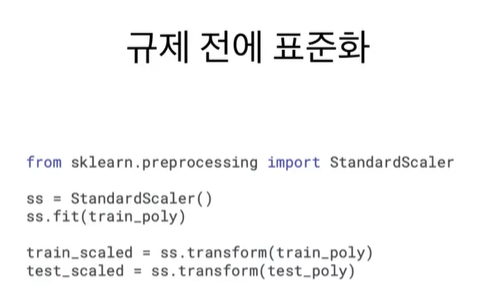 규제 전에 표준화
from sklearn.preprocessing import StandardScaler
ss = StandardScaler()
ss.fit(train_poly)
train_scaled = ss.transform(train_poly)
test_scaled = ss.transform(test_poly)